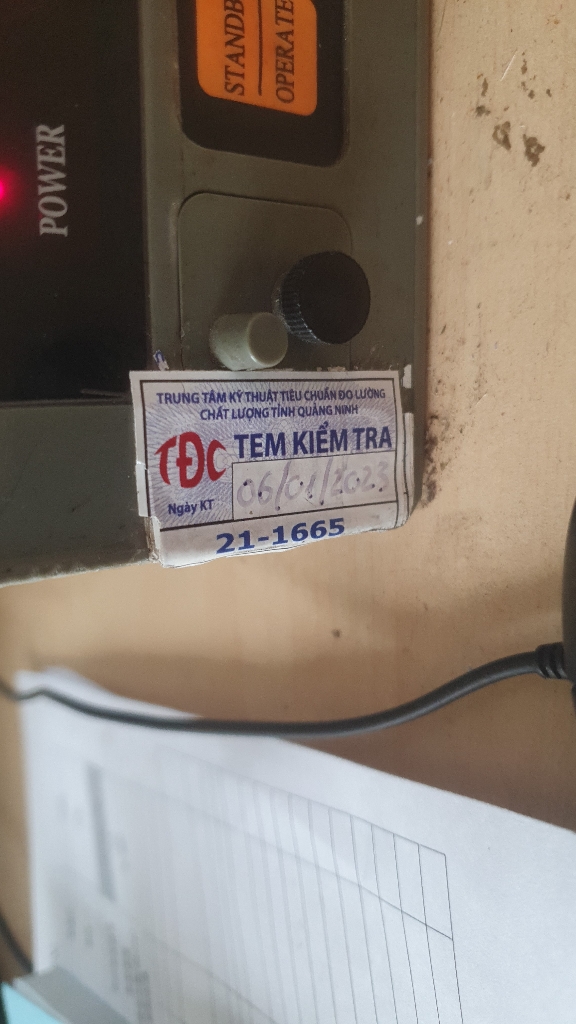 STANDBY
OPERATE
POWER
TRUNG TÂM KỸ THUẬT TIÊU CHUẨN ĐO LƯỜNG
CHẤT LƯỢNG TỈNH QUẢNG NINH
TĐC
TEM KIỂM TRA
Ngày KT
06/01/2023
21-1665